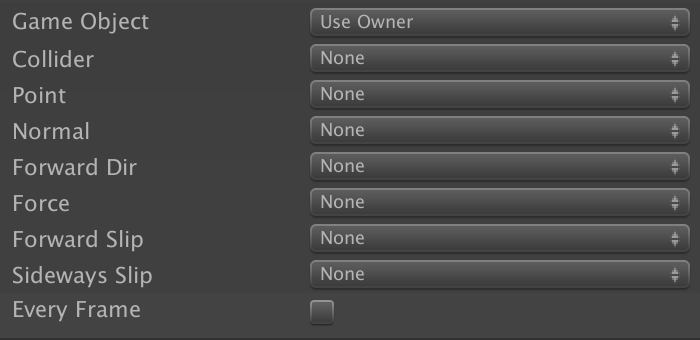 Game Object Use Owner
Collider None
Point None
Normal None
Forward Dir None
Force None
Forward Slip None
Sideways Slip None
Every Frame